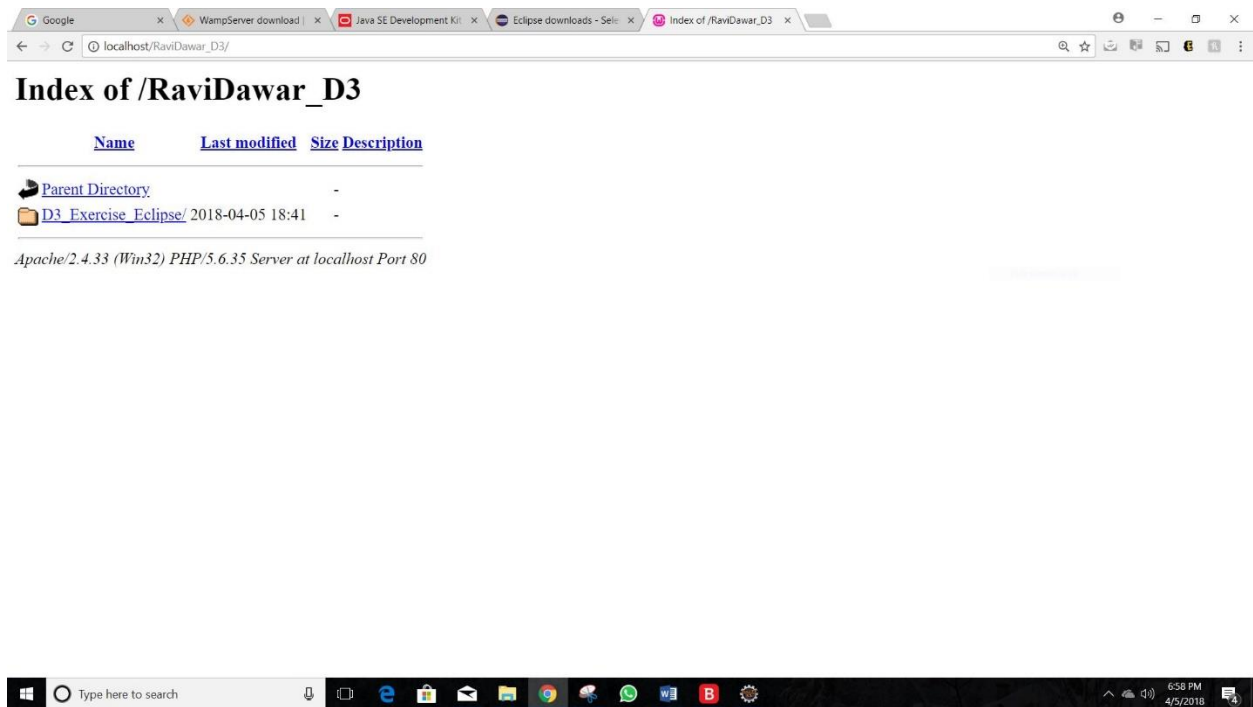 Google
WampServer download |
Java SE Development Kit
Eclipse downloads - Sele
Index of /RaviDawar_D3
localhost/RaviDawar_D3/
Index of /RaviDawar_D3
Name Last modified Size Description
Parent Directory -
D3_Exercise_Eclipse/ 2018-04-05 18:41 -
Apache/2.4.33 (Win32) PHP/5.6.35 Server at localhost Port 80
Type here to search
6:58 PM
4/5/2018